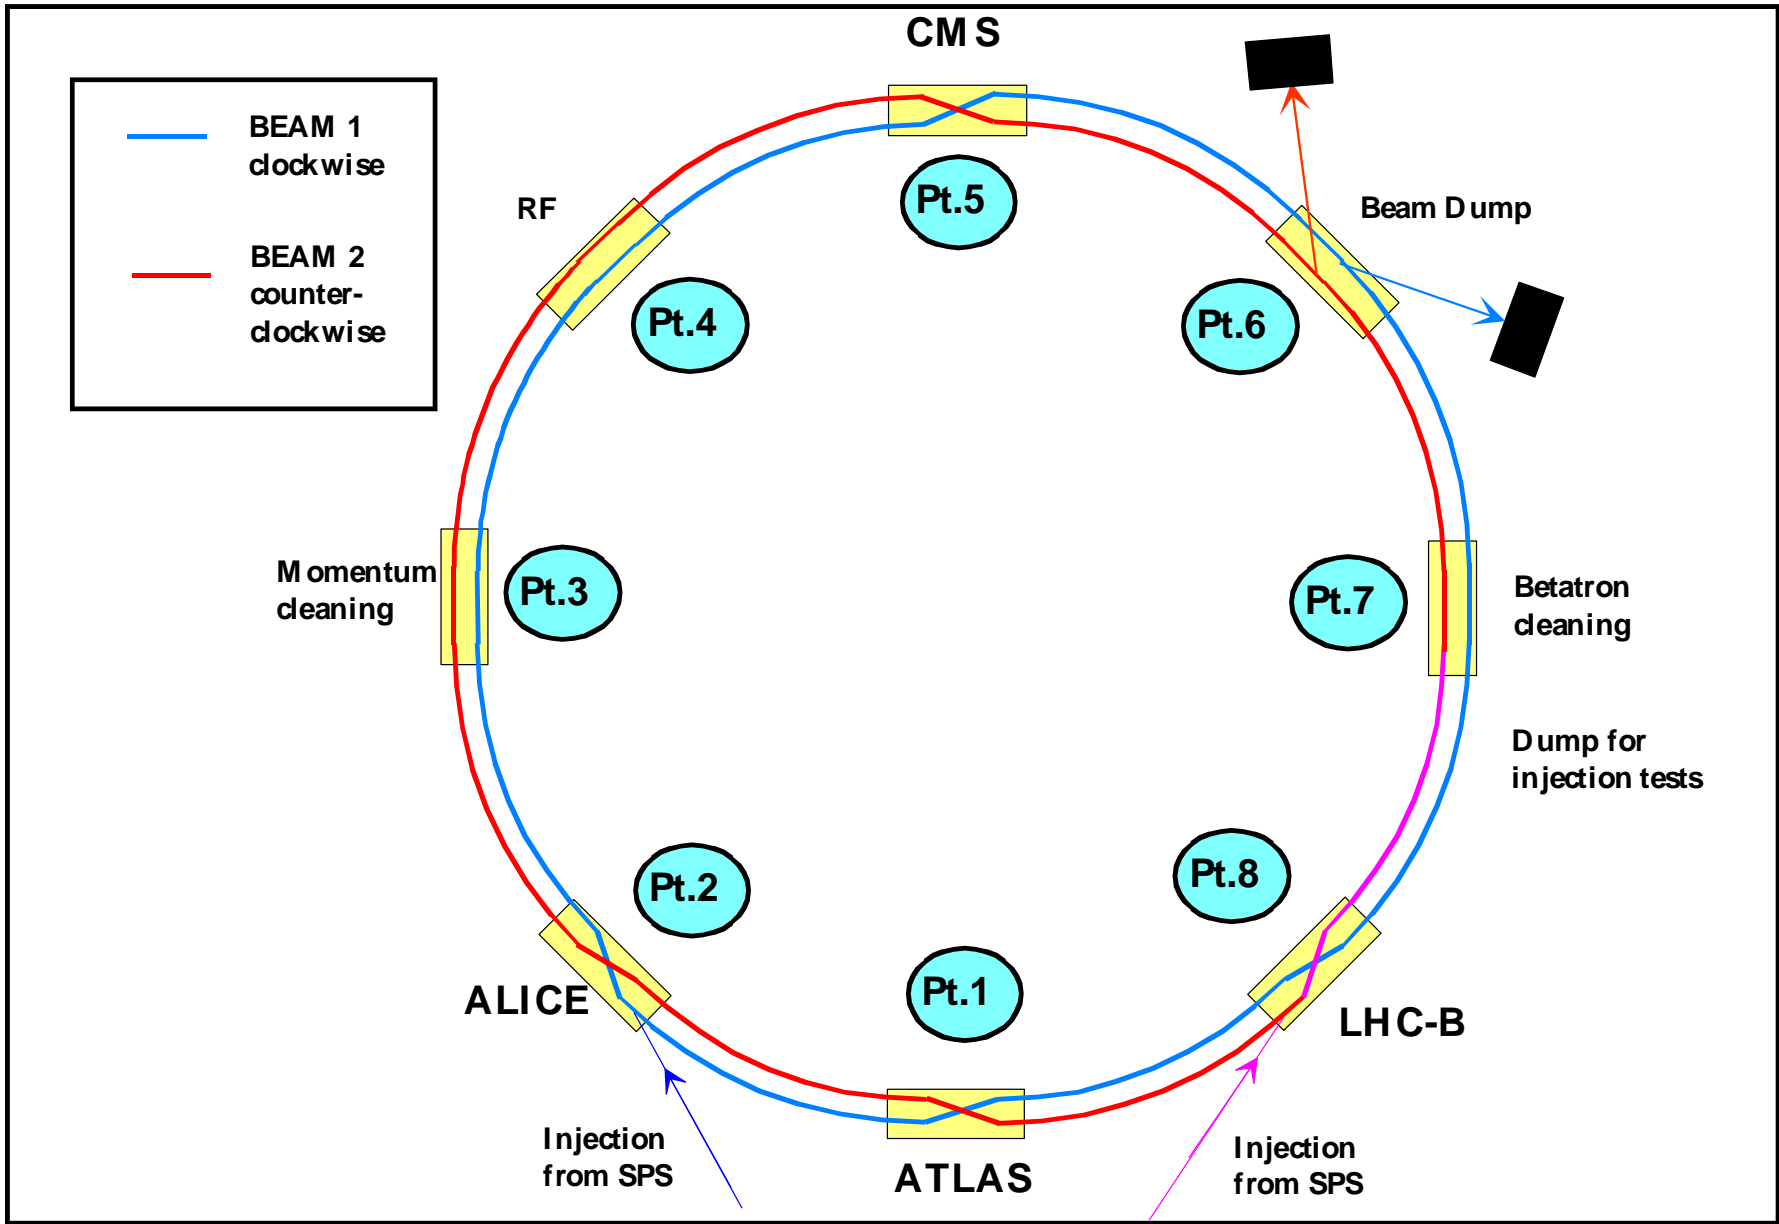 CMS
BEAM 1
clockwise
BEAM 2
counter-
clockwise
RF
Pt.5
Beam Dump
Pt.4
Pt.6
Momentum
cleaning
Pt.3
Pt.7
Betatron
cleaning
Dump for
injection tests
Pt.2
Pt.8
ALICE
Pt.1
LHC-B
Injection
from SPS
ATLAS
Injection
from SPS